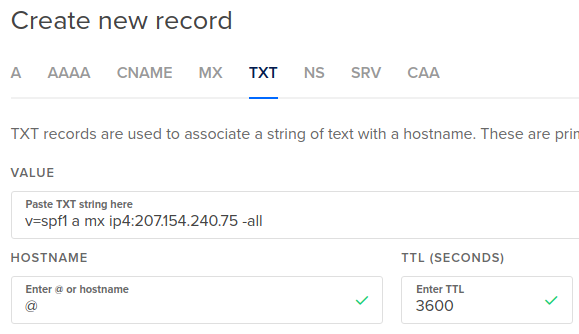 Create new record
A AAAA CNAME MX TXT NS SRV CAA
TXT records are used to associate a string of text with a hostname. These are
VALUE
Paste TXT string here
v=spf1 a mx ip4:207.154.240.75 -all
HOSTNAME TTL (SECONDS)
Enter @ or hostname Enter TTL
@ 3600